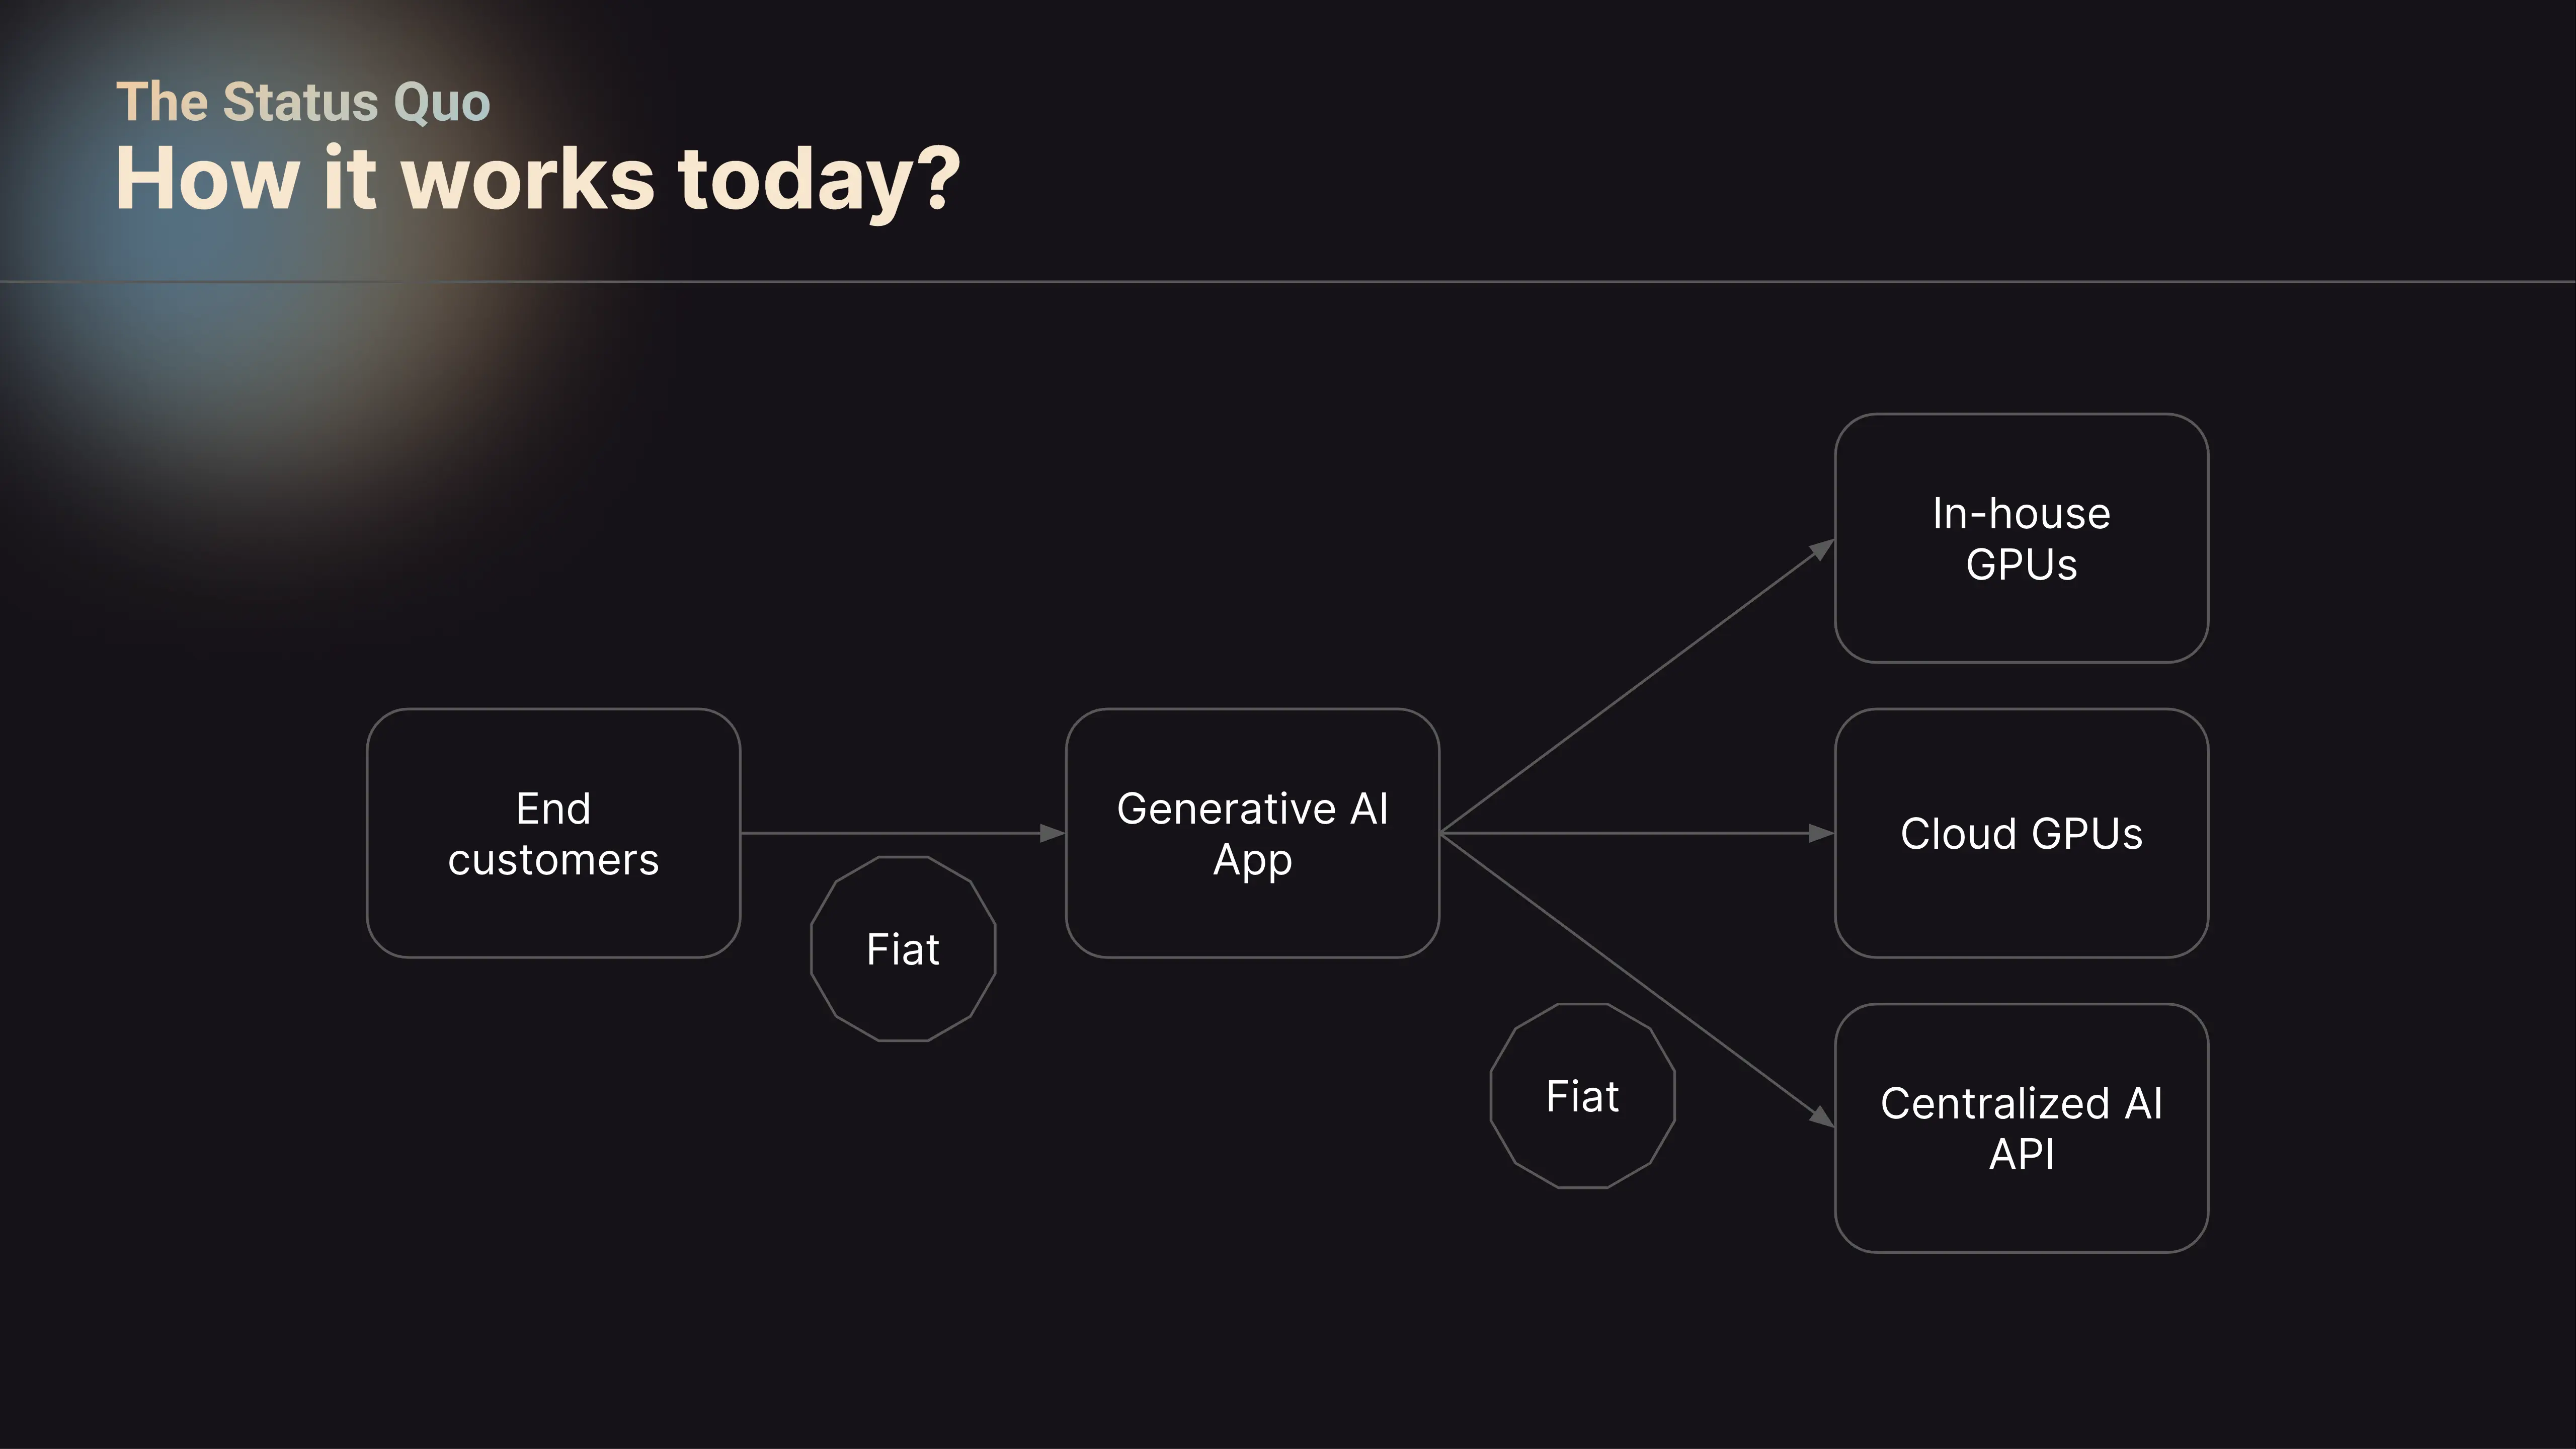 The Status Quo
How it works today?
In-house
GPUs
End
customers
Generative AI
App
Cloud GPUs
Fiat
Fiat
Centralized AI
API